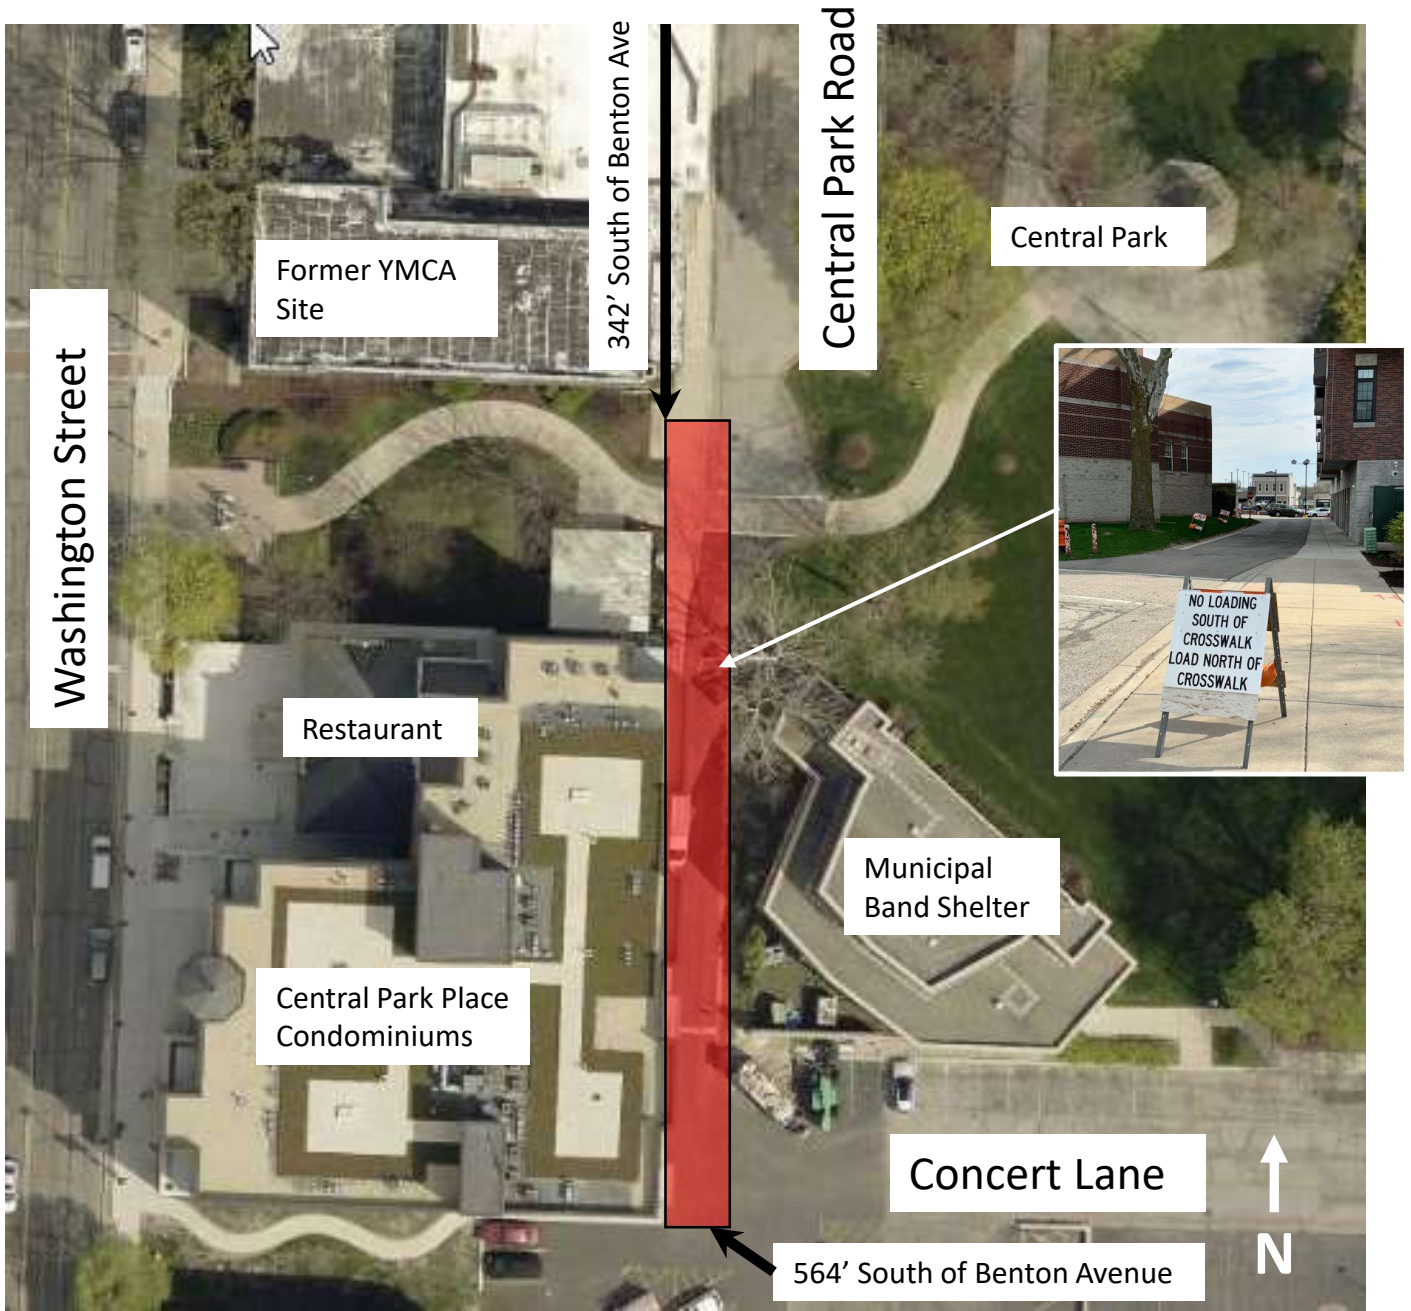 342’ South of Benton Ave
Central Park Road
Central Park
Former YMCA
Site
Washington Street
NO LOADING
SOUTH OF
CROSSWALK
LOAD NORTH OF
CROSSWALK
Restaurant
Municipal
Band Shelter
Central Park Place
Condominiums
Concert Lane
N
564’ South of Benton Avenue